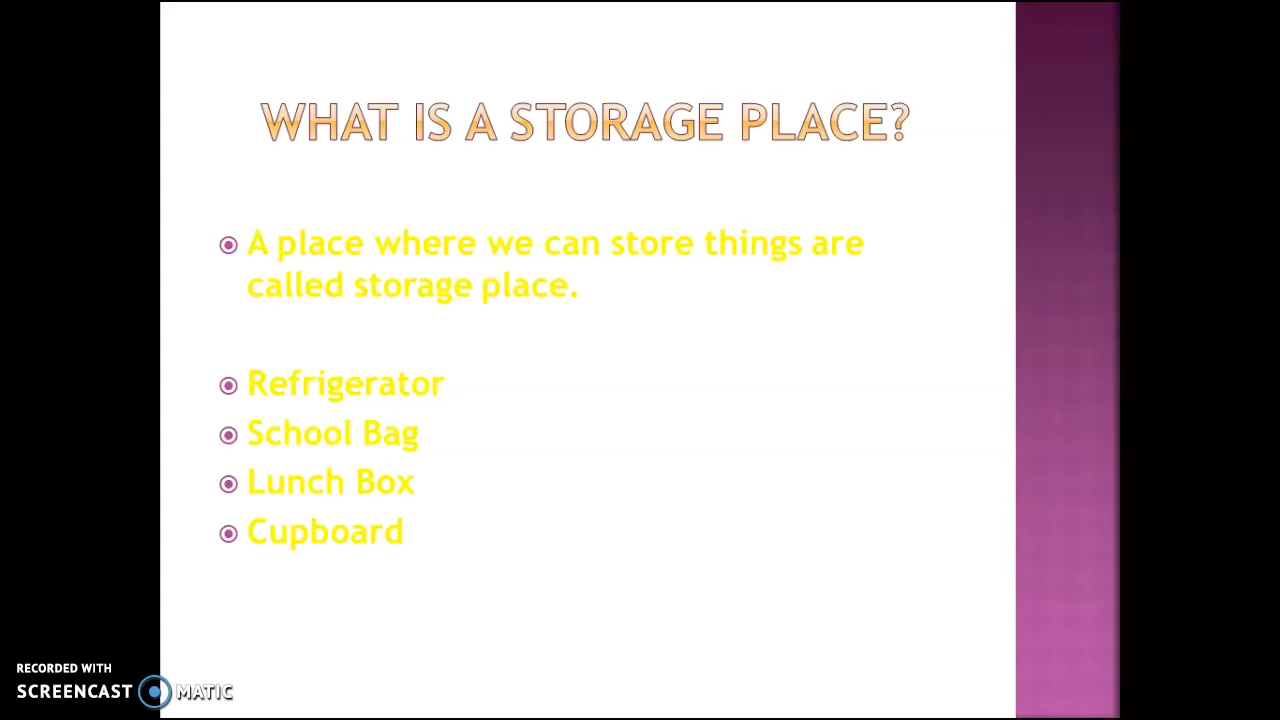 WHAT IS A STORAGE PLACE?
A place where we can store things are
called storage place.
Refrigerator
School Bag
Lunch Box
Cupboard
RECORDED WITH
SCREENCAST MATIC